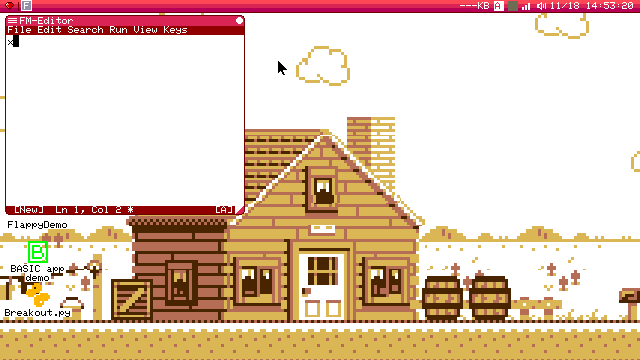 F ---KB A 11/18 14:53:20
FM-Editor
File Edit Search Run View Keys
x
[New] Ln 1, Col 2 * [A]
FlappyDemo
B
BASIC app
demo
Breakout.py